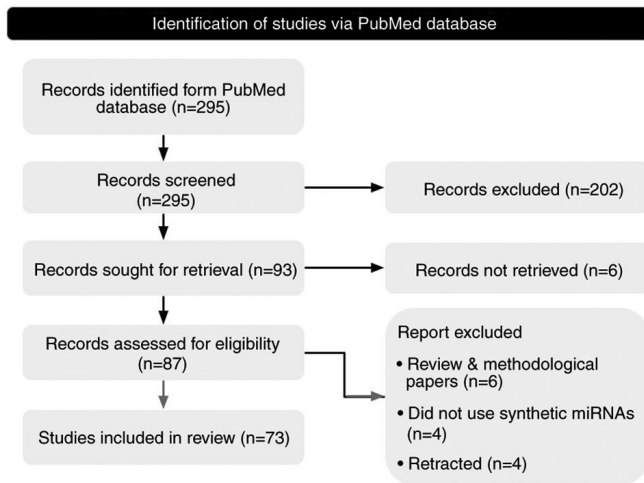 Identification of studies via PubMed database
Records identified form PubMed
database (n=295)
Records screened
(n=295)
Records excluded (n=202)
Records sought for retrieval (n=93)
Records not retrieved (n=6)
Records assessed for eligibility
(n=87)
Report excluded
• Review & methodological
papers (n=6)
• Did not use synthetic miRNAs
(n=4)
• Retracted (n=4)
Studies included in review (n=73)